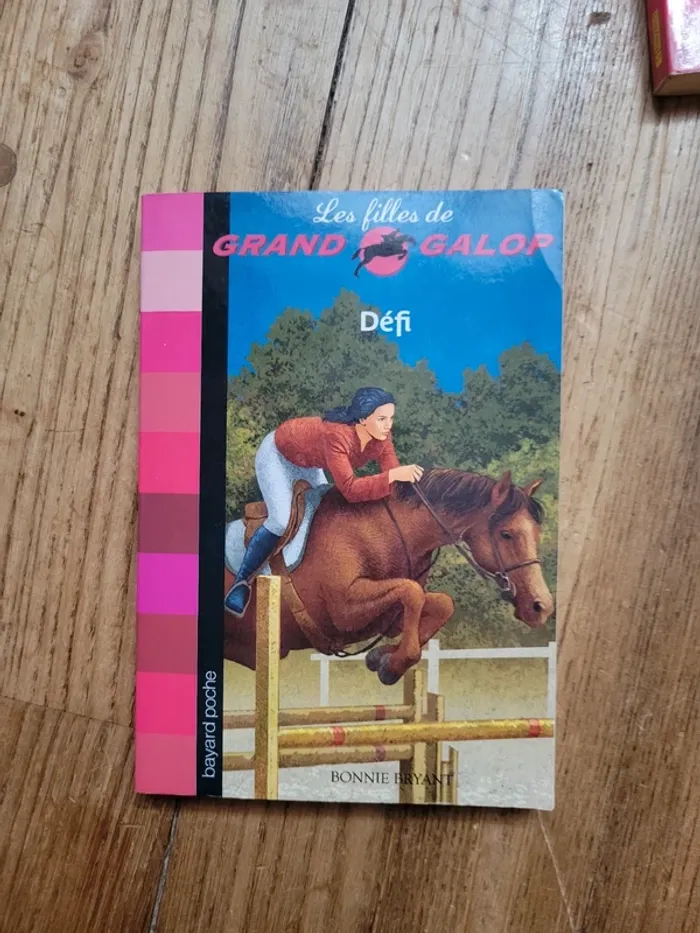 Les filles de
GRAND GALOP
Défi
bayard poche
BONNIE BRYANT